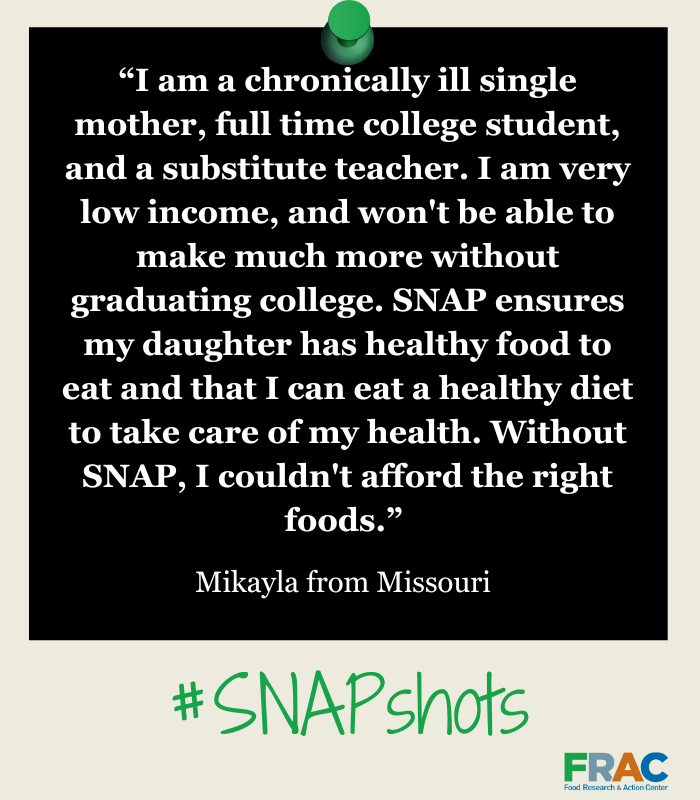 “I am a chronically ill single
mother, full time college student,
and a substitute teacher. I am very
low income, and won't be able to
make much more without
graduating college. SNAP ensures
my daughter has healthy food to
eat and that I can eat a healthy diet
to take care of my health. Without
SNAP, I couldn't afford the right
foods.”
Mikayla from Missouri
#SNAPshots
FRAC
Food Research & Action Center